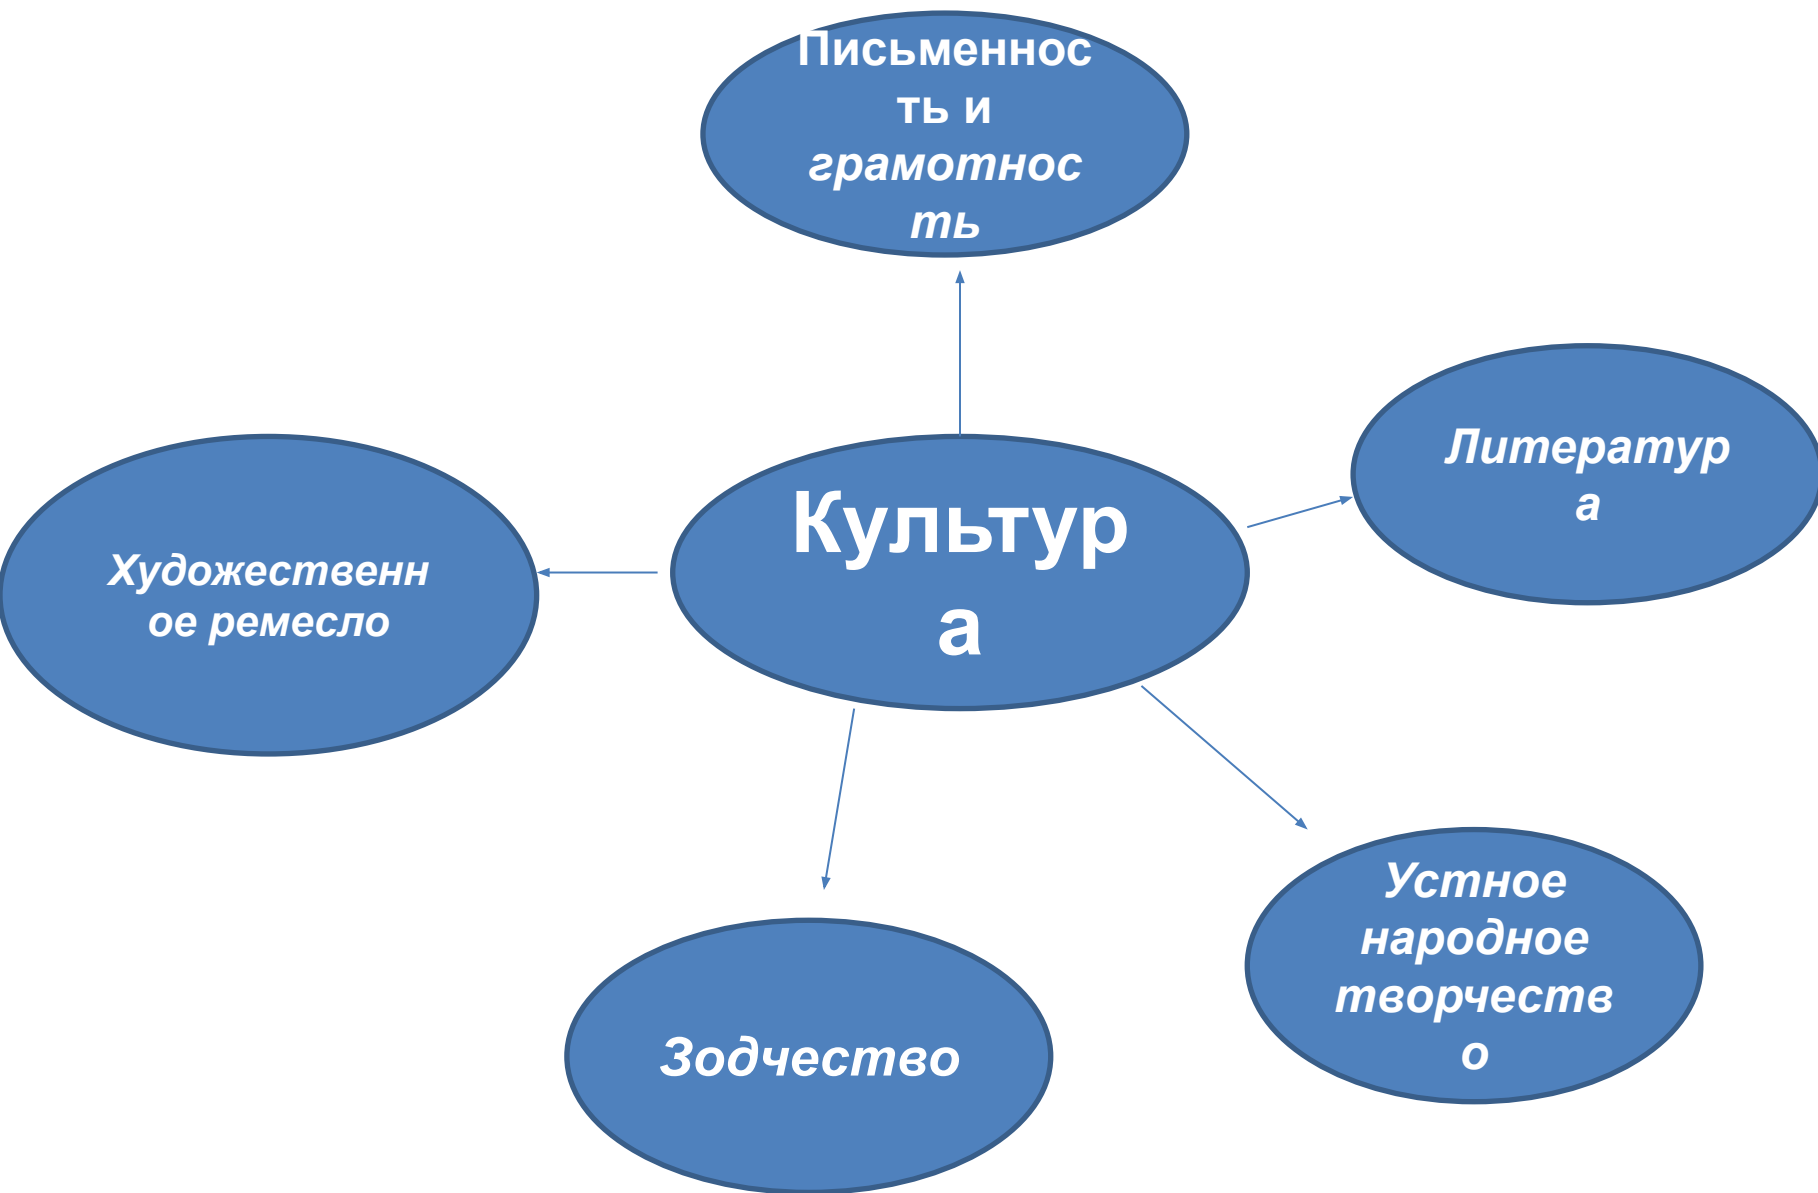 Письменнос
ть и
грамотнос
ть
Литератур
а
Культур
а
Художественн
ое ремесло
Устное
народное
творчеств
о
Зодчество